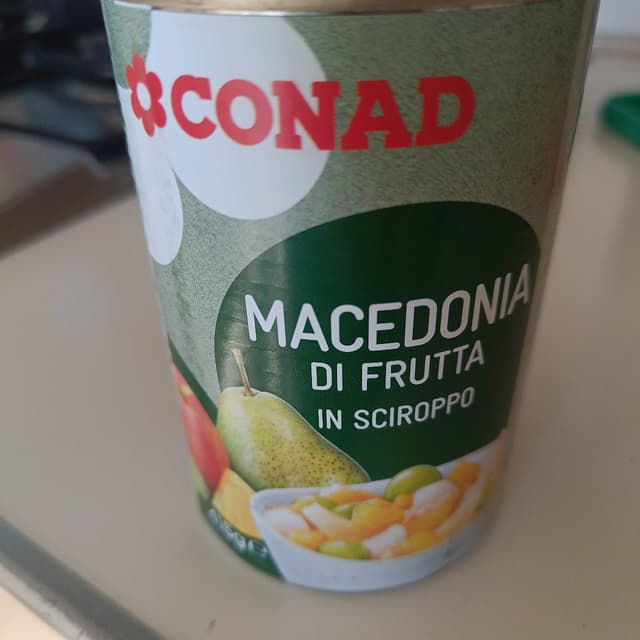 CONAD
MACEDONIA
DI FRUTTA
IN SCIROPPO